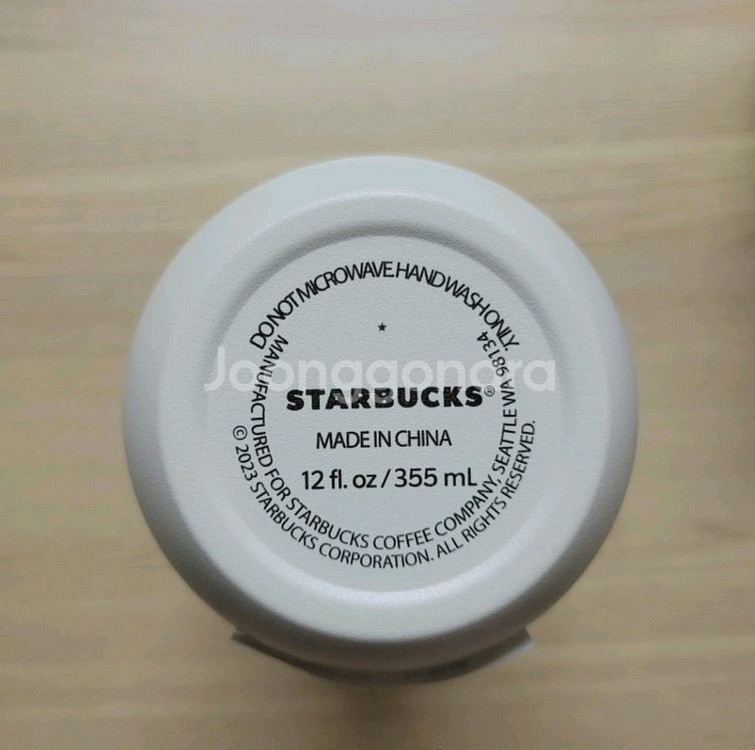 DO NOT MICROWAVE. HAND WASH ONLY.
*
Joonggonara
STARBUCKS®
MADE IN CHINA
12 fl. oz / 355 mL
MANUFACTURED FOR STARBUCKS COFFEE COMPANY, SEATTLE WA 98134
© 2023 STARBUCKS CORPORATION. ALL RIGHTS RESERVED.